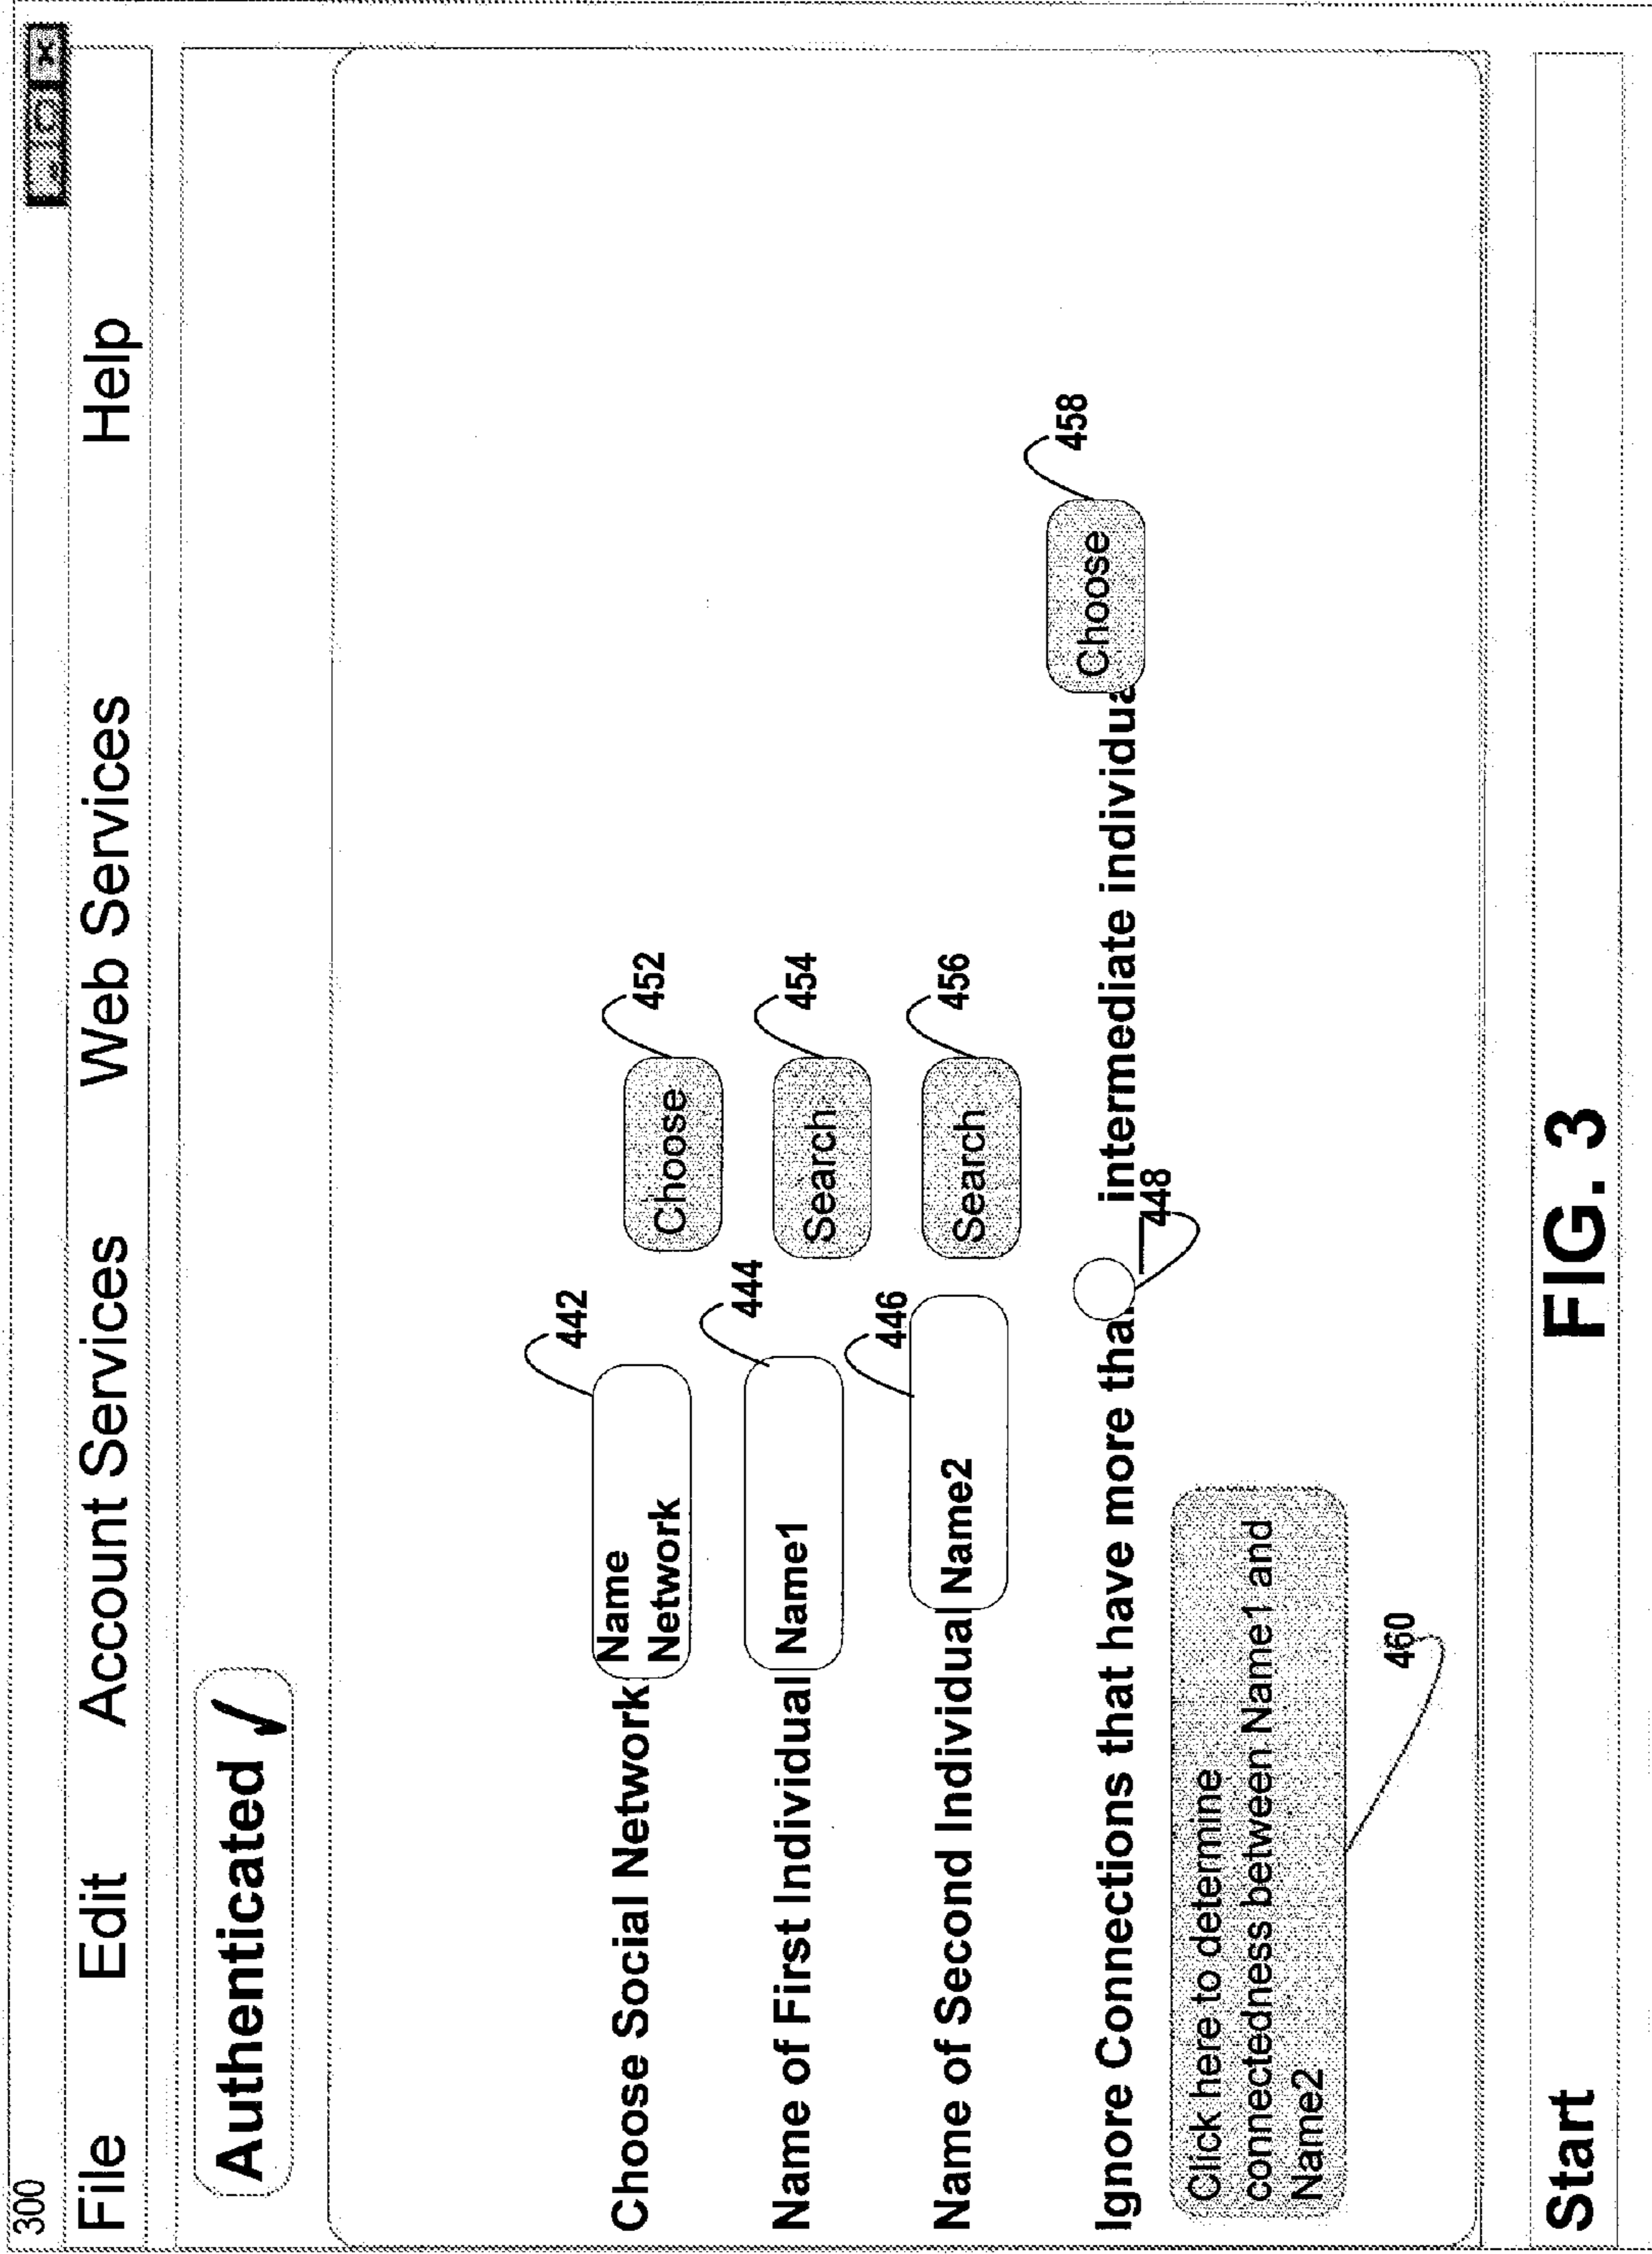 300
File Edit Account Services Web Services Help
Authenticated ✓
442
452
Choose Social Network Name Network Choose
444
454
Name of First Individual Name1 Search
446
456
Name of Second Individual Name2 Search
458
Ignore Connections that have more tha intermediate individua Choose
448
Click here to determine
connectedness between Name1 and
Name2
460
Start
FIG. 3